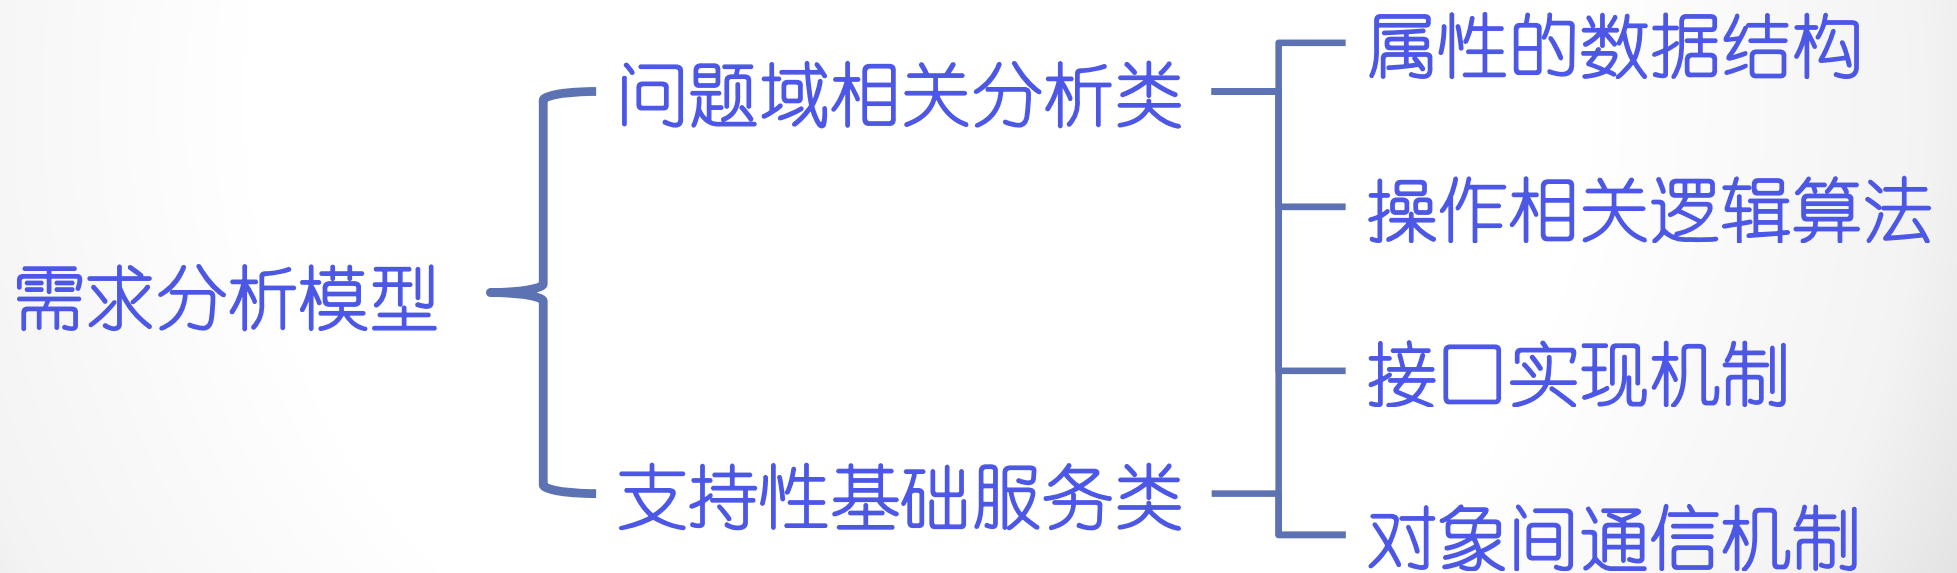 需求分析模型
问题域相关分析类
支持性基础服务类
属性的数据结构
操作相关逻辑算法
接口实现机制
对象间通信机制